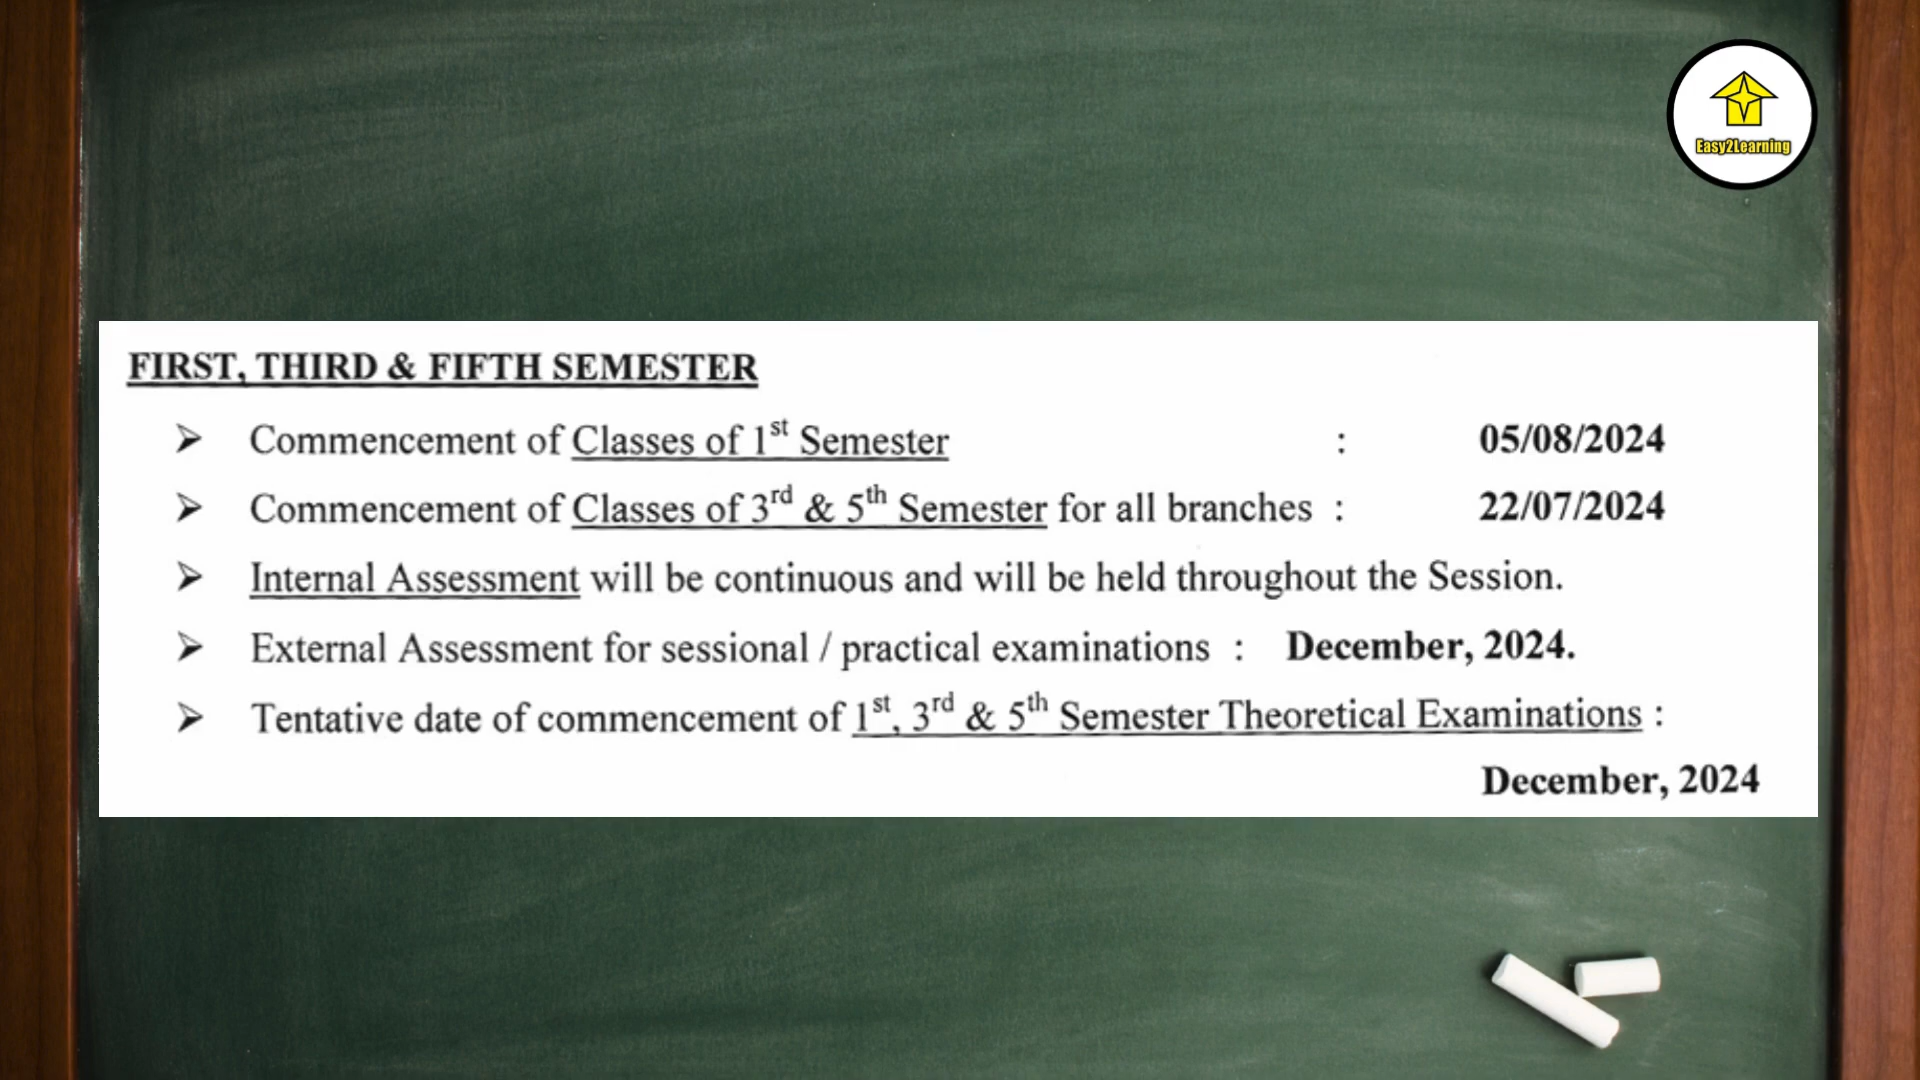 Easy2Learning
FIRST, THIRD & FIFTH SEMESTER
➢ Commencement of Classes of 1st Semester : 05/08/2024
➢ Commencement of Classes of 3rd & 5th Semester for all branches : 22/07/2024
➢ Internal Assessment will be continuous and will be held throughout the Session.
➢ External Assessment for sessional / practical examinations : December, 2024.
➢ Tentative date of commencement of 1st, 3rd & 5th Semester Theoretical Examinations :
December, 2024